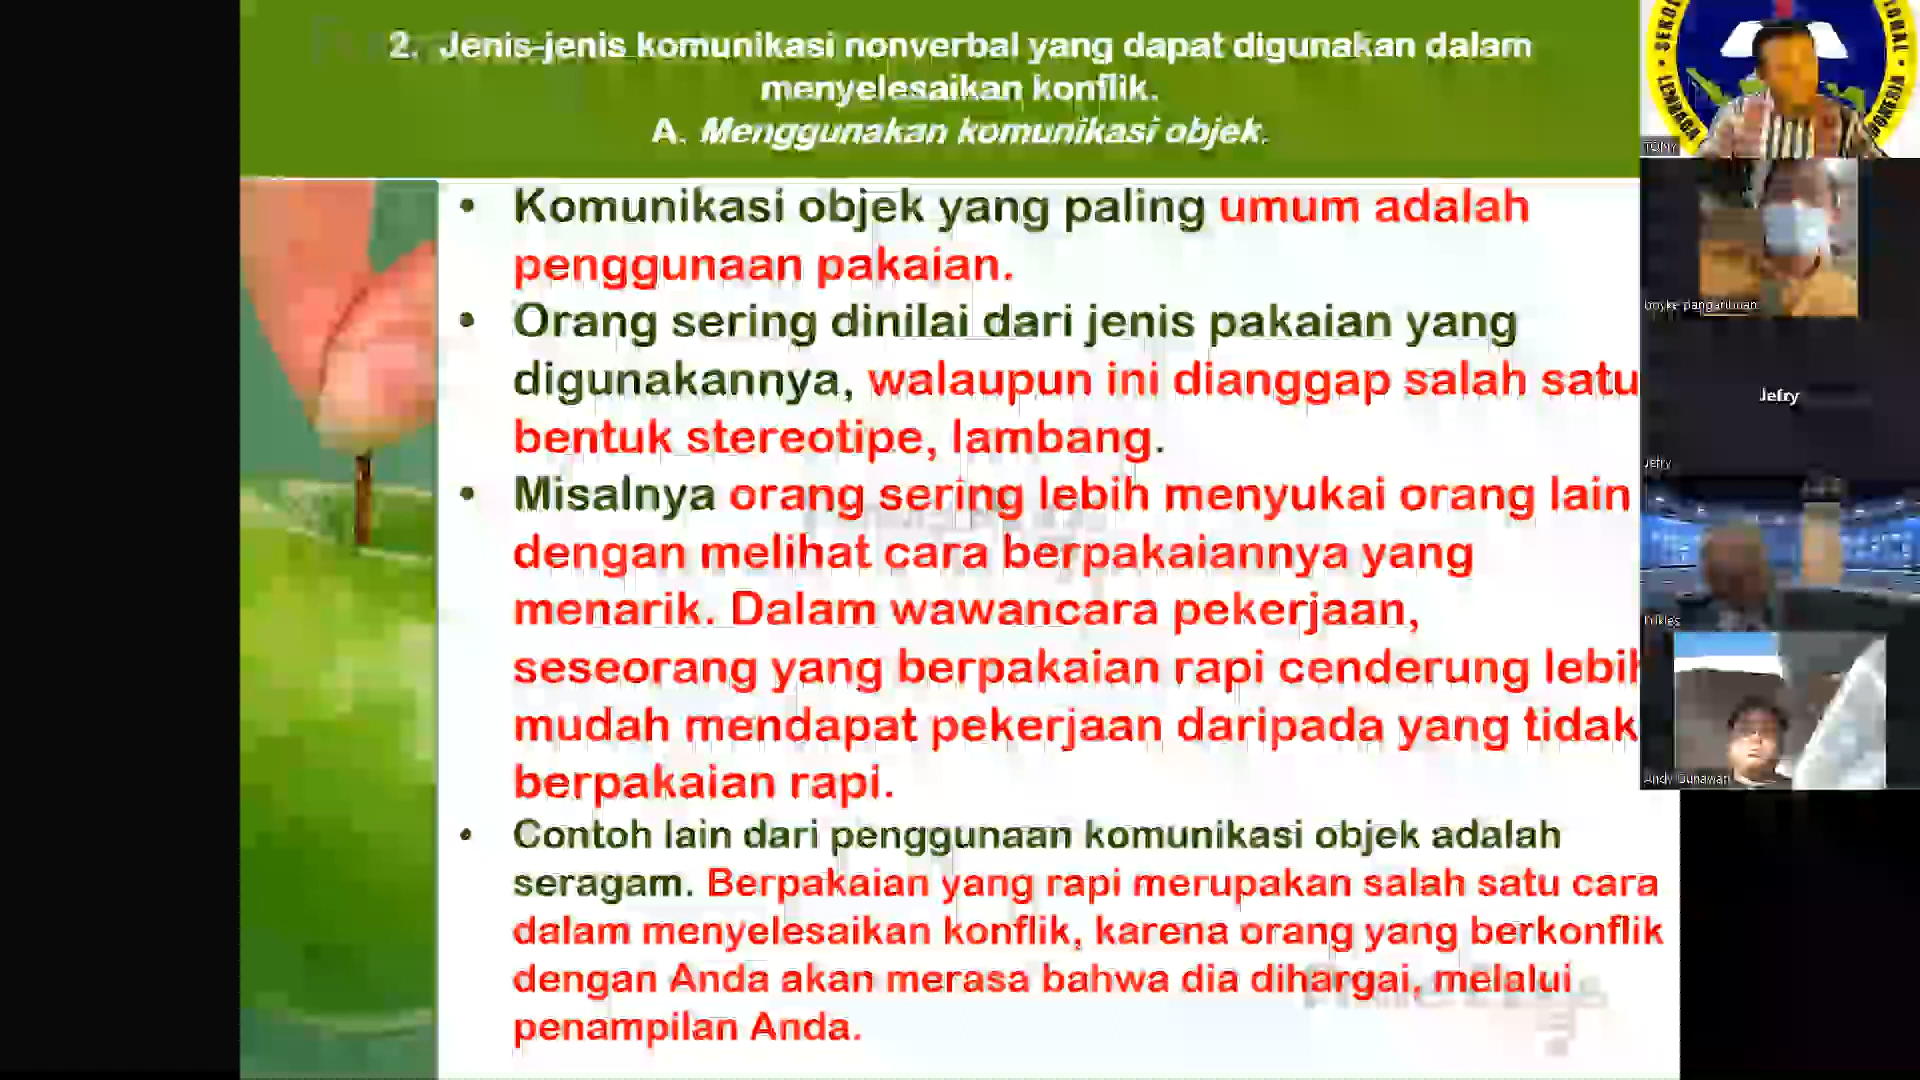 2. Jenis-jenis komunikasi nonverbal yang dapat digunakan dalam
menyelesaikan konflik.
A. Menggunakan komunikasi objek.
• Komunikasi objek yang paling umum adalah
penggunaan pakaian.
• Orang sering dinilai dari jenis pakaian yang
digunakannya, walaupun ini dianggap salah satu
bentuk stereotipe, lambang.
• Misalnya orang sering lebih menyukai orang lain
dengan melihat cara berpakaiannya yang
menarik. Dalam wawancara pekerjaan,
seseorang yang berpakaian rapi cenderung lebih
mudah mendapat pekerjaan daripada yang tidak
berpakaian rapi.
• Contoh lain dari penggunaan komunikasi objek adalah
seragam. Berpakaian yang rapi merupakan salah satu cara
dalam menyelesaikan konflik, karena orang yang berkonflik
dengan Anda akan merasa bahwa dia dihargai, melalui
penampilan Anda.
LEMBAGA
TONY
boyke pangaribuan
Jefry
Jefry
Andy Gunawan